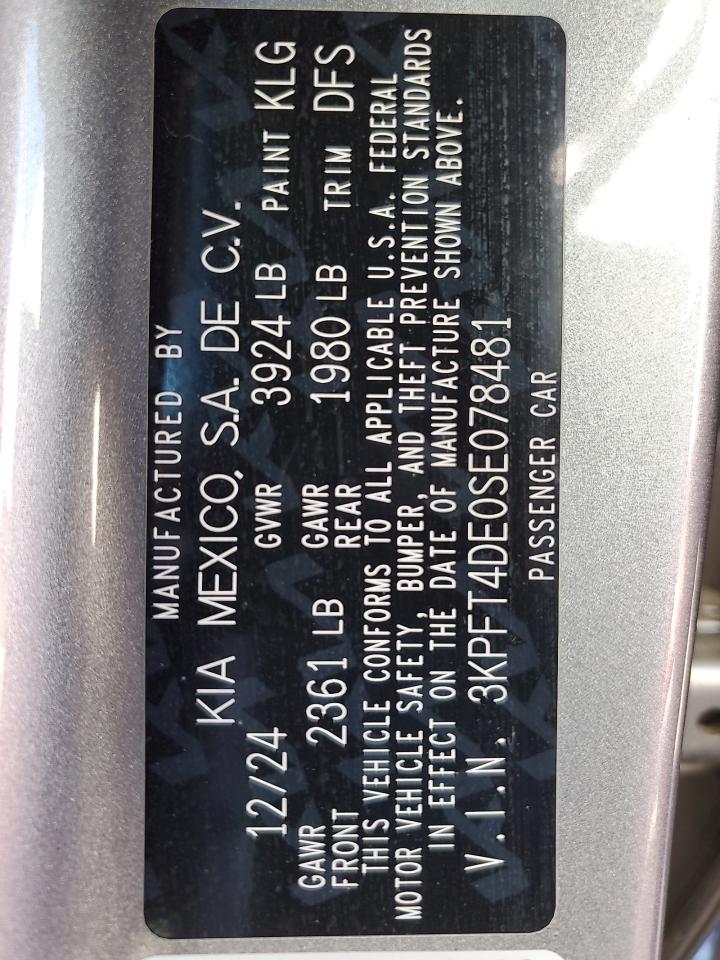 MANUFACTURED BY
KIA MEXICO, S.A. DE C.V.
12/24 GVWR 3924 LB PAINT KLG
GAWR FRONT 2361 LB GAWR REAR 1980 LB TRIM DFS
THIS VEHICLE CONFORMS TO ALL APPLICABLE U.S.A. FEDERAL
MOTOR VEHICLE SAFETY, BUMPER, AND THEFT PREVENTION STANDARDS
IN EFFECT ON THE DATE OF MANUFACTURE SHOWN ABOVE.
V.I.N. 3KPFT4DE0SE078481
PASSENGER CAR